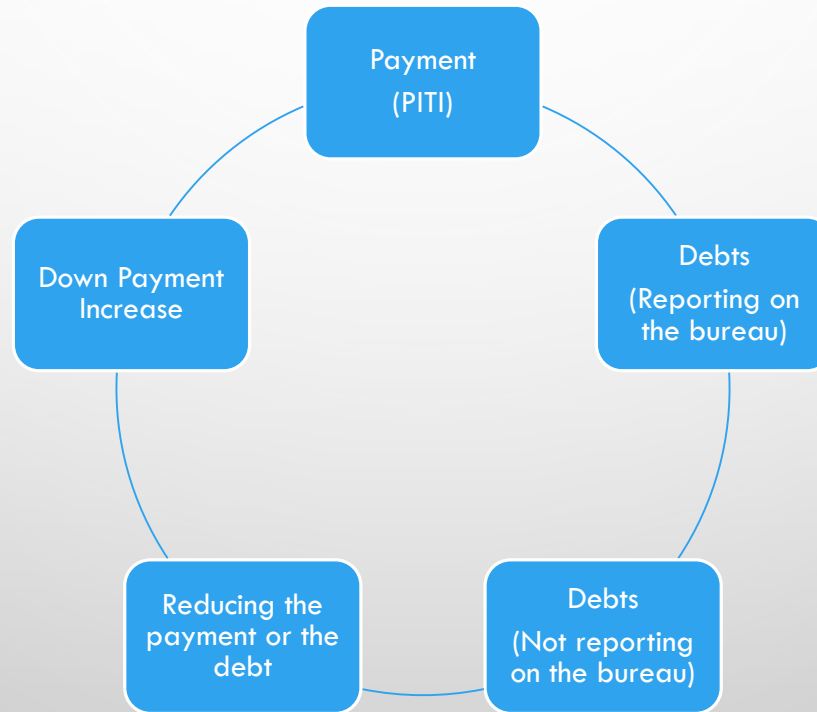 Payment
(PITI)
Debts
(Reporting on
the bureau)
Debts
(Not reporting
on the bureau)
Reducing the
payment or the
debt
Down Payment
Increase